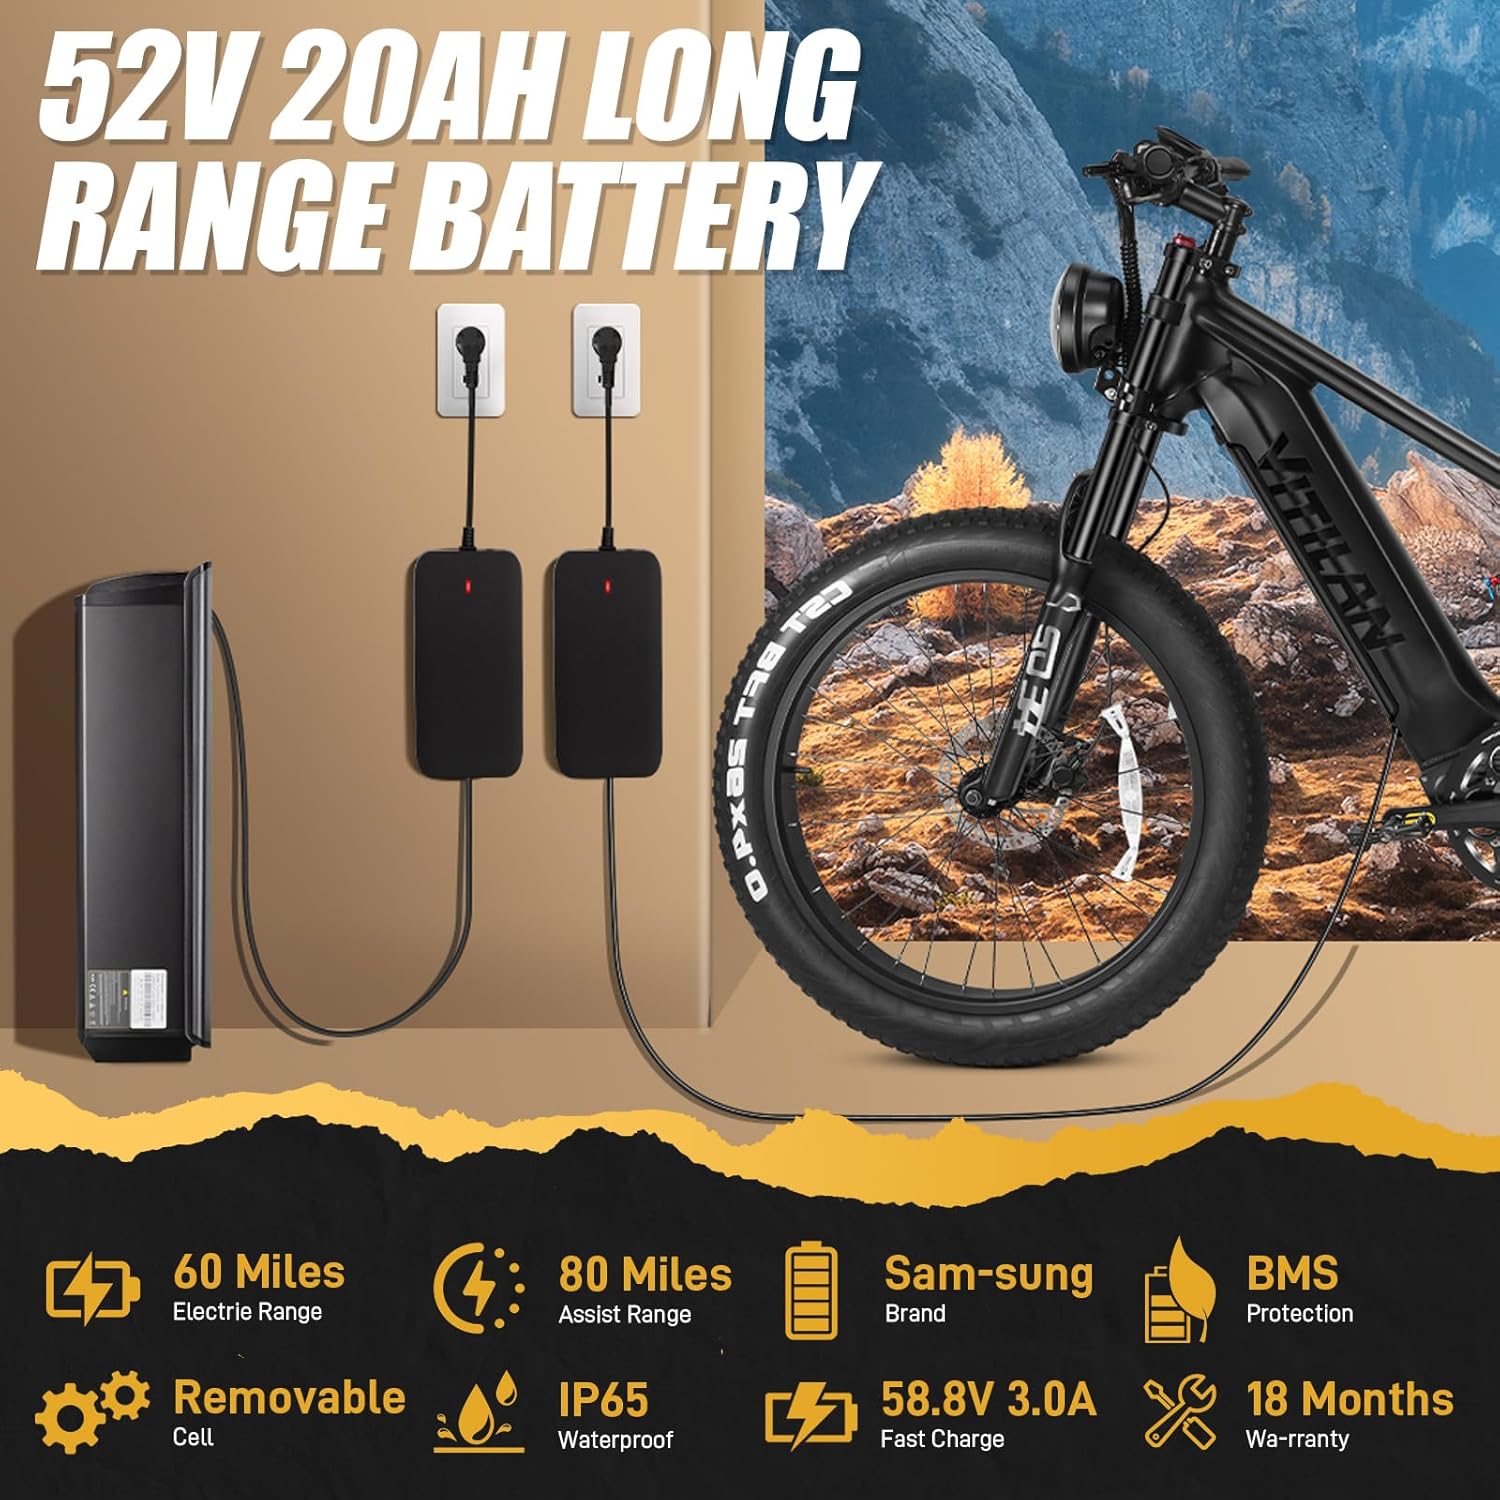 52V 20AH LONG
RANGE BATTERY
VITILAN
CST BFT 26X4.0
60 Miles
Electrie Range
80 Miles
Assist Range
Sam-sung
Brand
BMS
Protection
Removable
Cell
IP65
Waterproof
58.8V 3.0A
Fast Charge
18 Months
Wa-rranty